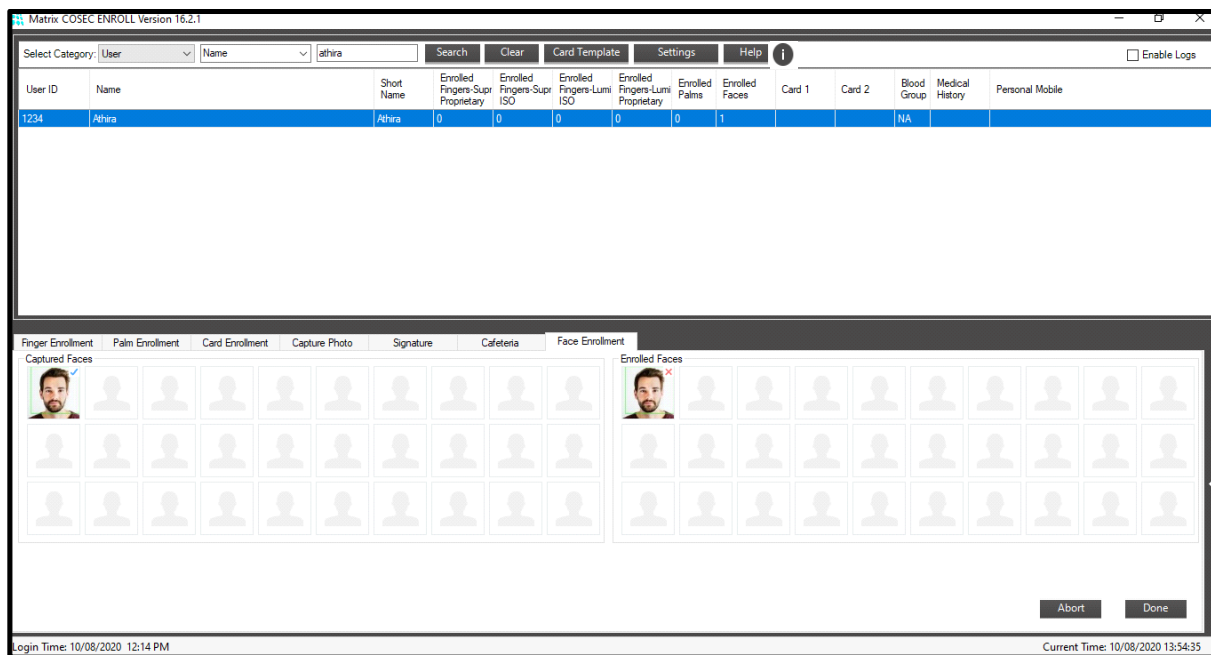 Matrix COSEC ENROLL Version 16.2.1
Select Category: User Name athira Search Clear Card Template Settings Help i Enable Logs
User ID Name Short Name Enrolled Fingers-Supr Proprietary Enrolled Fingers-Supr ISO Enrolled Fingers-Lumi ISO Enrolled Fingers-Lumi Proprietary Enrolled Palms Enrolled Faces Card 1 Card 2 Blood Group Medical History Personal Mobile
1234 Athira Athira 0 0 0 0 0 1 NA
Finger Enrollment Palm Enrollment Card Enrollment Capture Photo Signature Cafeteria Face Enrollment
Captured Faces Enrolled Faces
Abort Done
Login Time: 10/08/2020 12:14 PM Current Time: 10/08/2020 13:54:35